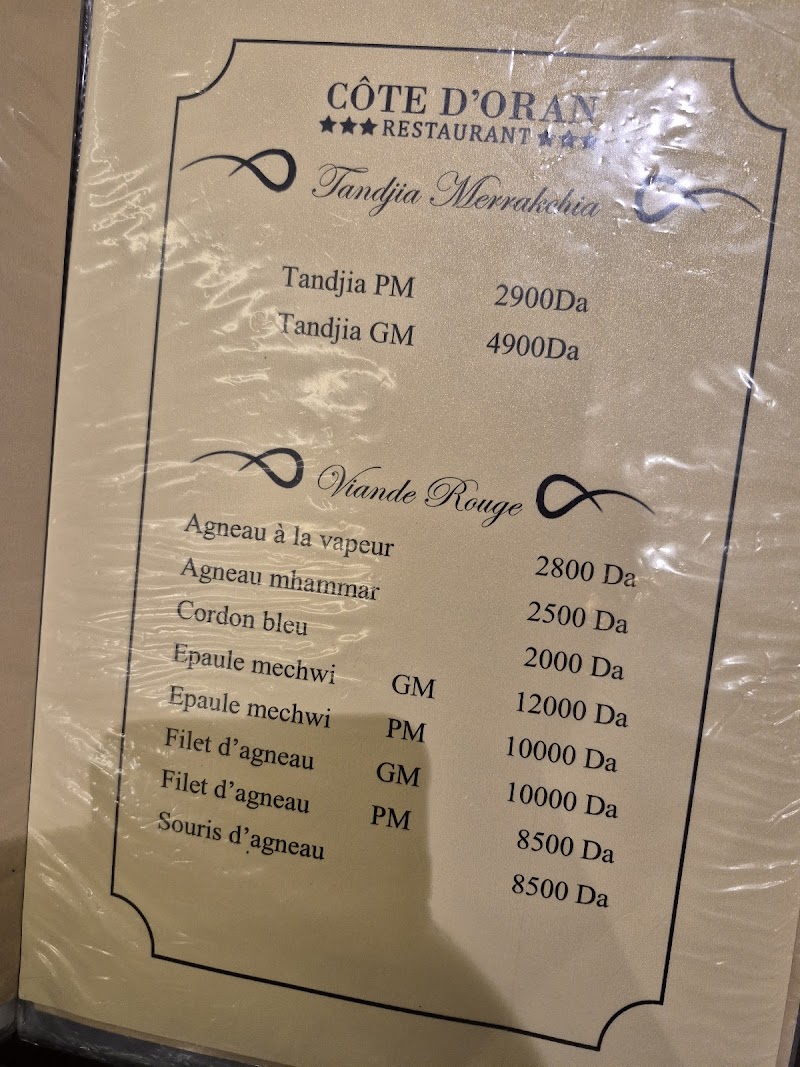 CÔTE D'ORAN
★★★RESTAURANT★★★
Tandjia Merrakchia
Tandjia PM 2900Da
Tandjia GM 4900Da
Viande Rouge
Agneau à la vapeur 2800 Da
Agneau mhammar 2500 Da
Cordon bleu 2000 Da
Epaule mechwi GM 12000 Da
Epaule mechwi PM 10000 Da
Filet d'agneau GM 10000 Da
Filet d'agneau PM 8500 Da
Souris d'agneau 8500 Da